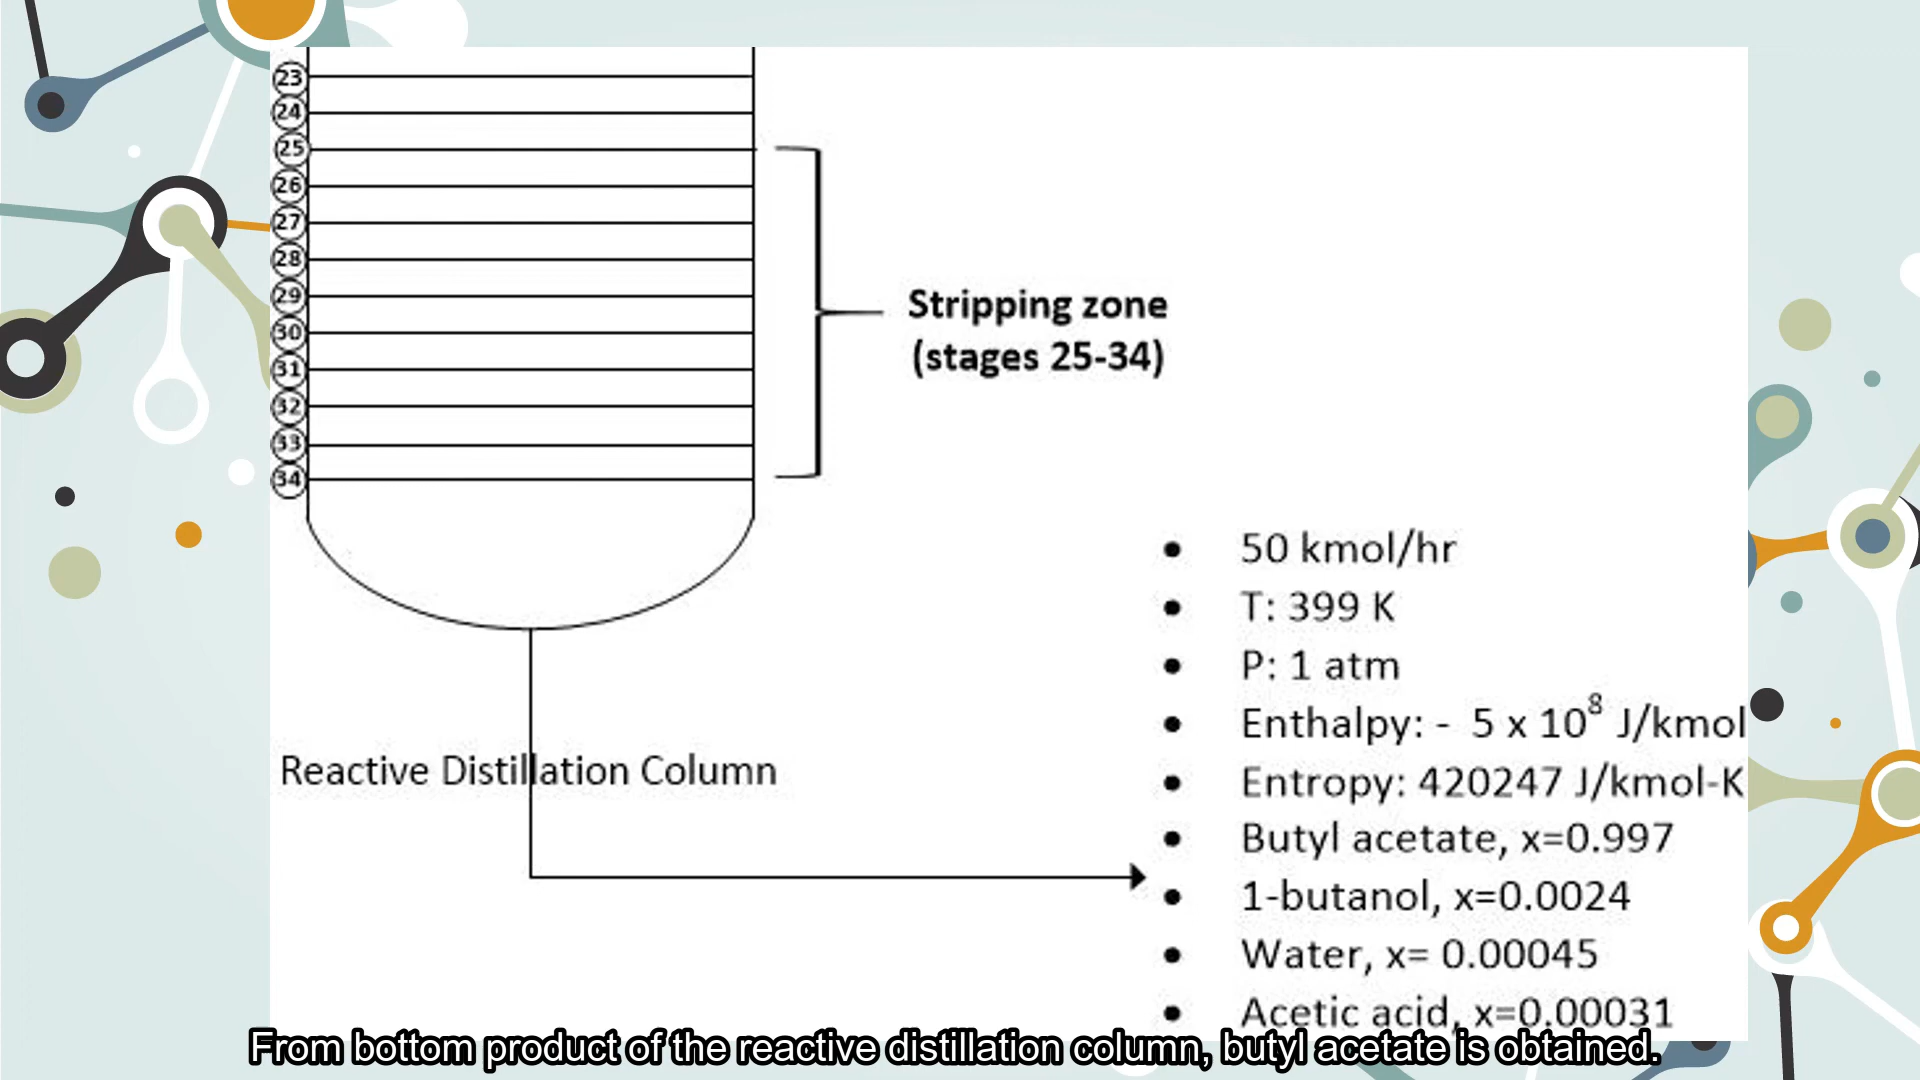 23
24
25
26
27
28
29
30
31
32
33
34
Stripping zone
(stages 25-34)
• 50 kmol/hr
• T: 399 K
• P: 1 atm
• Enthalpy: - 5 x 10⁸ J/kmol
• Entropy: 420247 J/kmol-K
• Butyl acetate, x=0.997
• 1-butanol, x=0.0024
• Water, x= 0.00045
• Acetic acid, x=0.00031
Reactive Distillation Column
From bottom product of the reactive distillation column, butyl acetate is obtained.